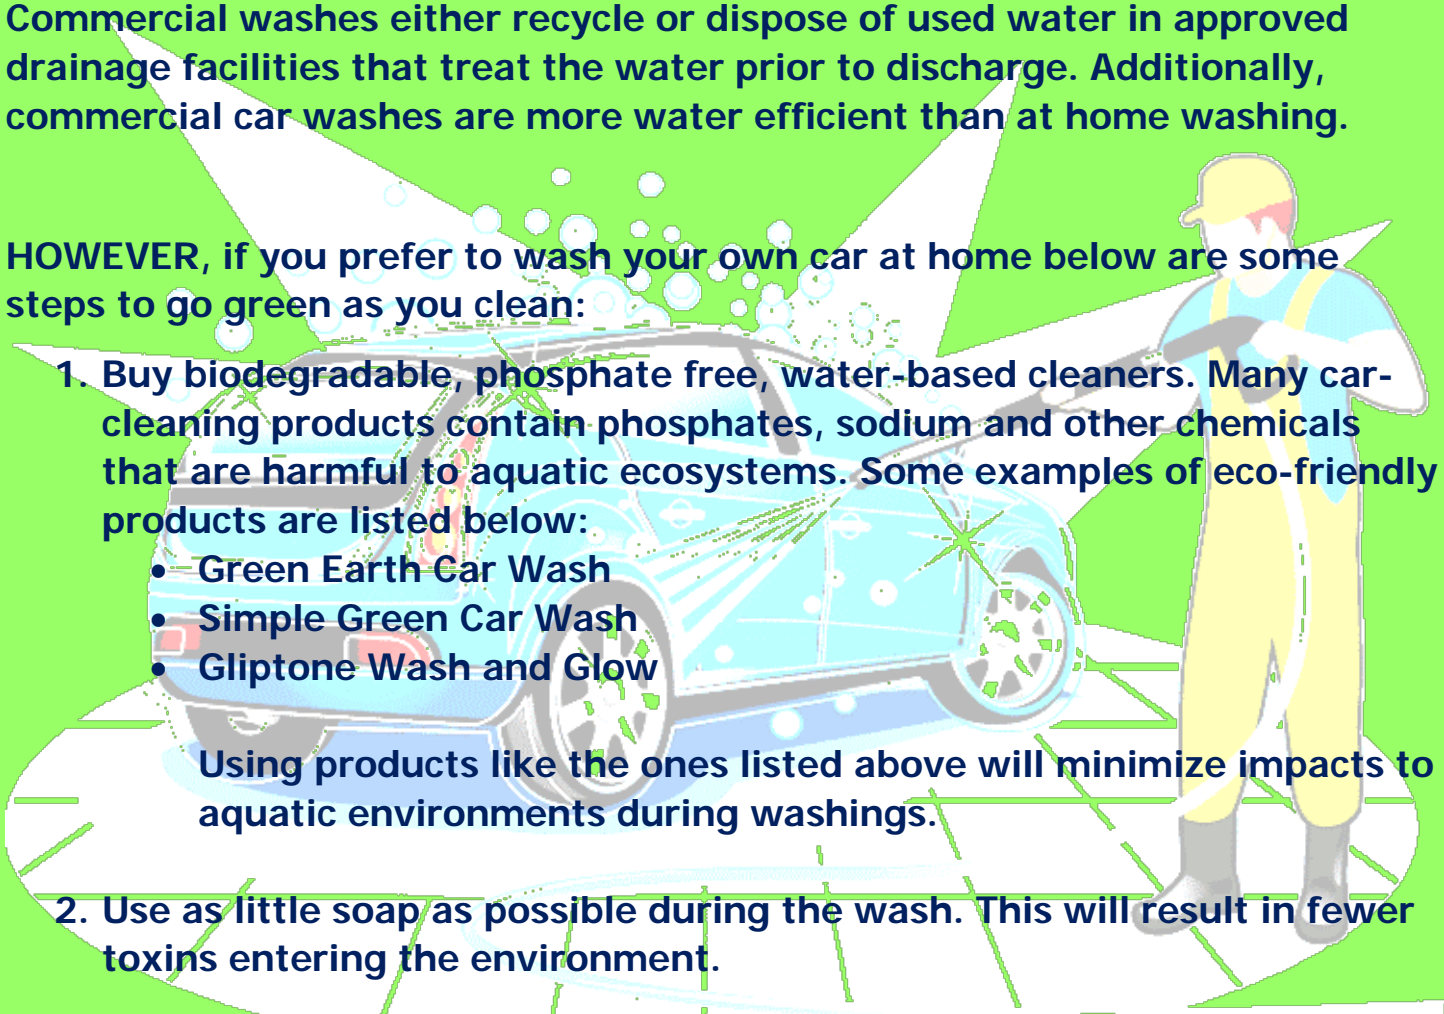 Commercial washes either recycle or dispose of used water in approved
drainage facilities that treat the water prior to discharge. Additionally,
commercial car washes are more water efficient than at home washing.
HOWEVER, if you prefer to wash your own car at home below are some
steps to go green as you clean:
1. Buy biodegradable, phosphate free, water-based cleaners. Many car-
cleaning products contain phosphates, sodium and other chemicals
that are harmful to aquatic ecosystems. Some examples of eco-friendly
products are listed below:
• Green Earth Car Wash
• Simple Green Car Wash
• Gliptone Wash and Glow
Using products like the ones listed above will minimize impacts to
aquatic environments during washings.
2. Use as little soap as possible during the wash. This will result in fewer
toxins entering the environment.